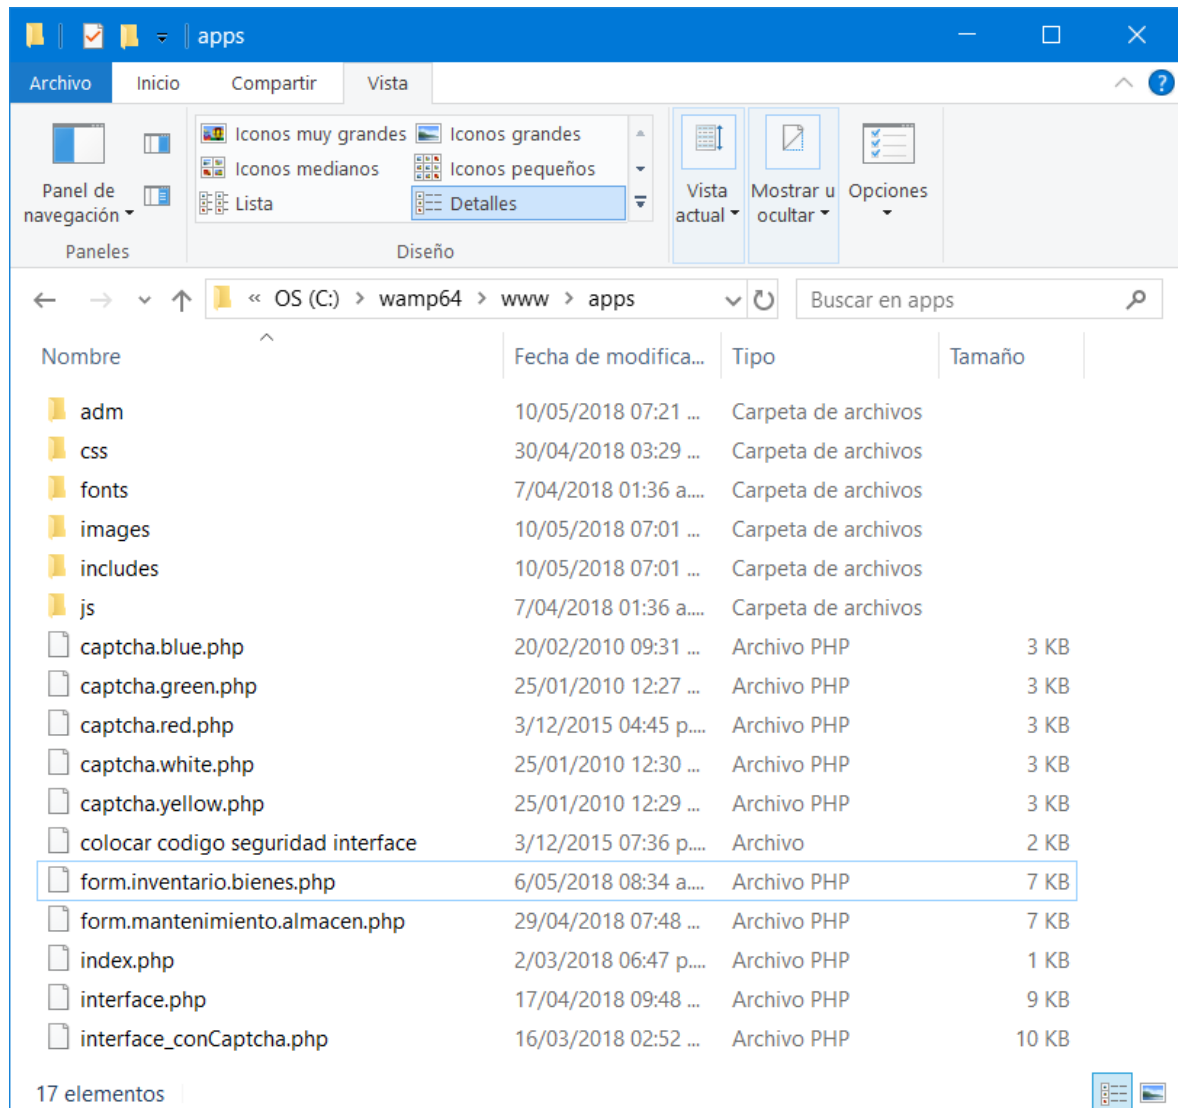 apps
Archivo Inicio Compartir Vista
Iconos muy grandes Iconos grandes
Iconos medianos Iconos pequeños
Lista Detalles
Panel de navegación
Vista actual
Mostrar u ocultar
Opciones
Paneles Diseño
« OS (C:) > wamp64 > www > apps Buscar en apps
Nombre Fecha de modifica... Tipo Tamaño
adm 10/05/2018 07:21 ... Carpeta de archivos
css 30/04/2018 03:29 ... Carpeta de archivos
fonts 7/04/2018 01:36 a.... Carpeta de archivos
images 10/05/2018 07:01 ... Carpeta de archivos
includes 10/05/2018 07:01 ... Carpeta de archivos
js 7/04/2018 01:36 a.... Carpeta de archivos
captcha.blue.php 20/02/2010 09:31 ... Archivo PHP 3 KB
captcha.green.php 25/01/2010 12:27 ... Archivo PHP 3 KB
captcha.red.php 3/12/2015 04:45 p.... Archivo PHP 3 KB
captcha.white.php 25/01/2010 12:30 ... Archivo PHP 3 KB
captcha.yellow.php 25/01/2010 12:29 ... Archivo PHP 3 KB
colocar codigo seguridad interface 3/12/2015 07:36 p.... Archivo 2 KB
form.inventario.bienes.php 6/05/2018 08:34 a.... Archivo PHP 7 KB
form.mantenimiento.almacen.php 29/04/2018 07:48 ... Archivo PHP 7 KB
index.php 2/03/2018 06:47 p.... Archivo PHP 1 KB
interface.php 17/04/2018 09:48 ... Archivo PHP 9 KB
interface_conCaptcha.php 16/03/2018 02:52 ... Archivo PHP 10 KB
17 elementos